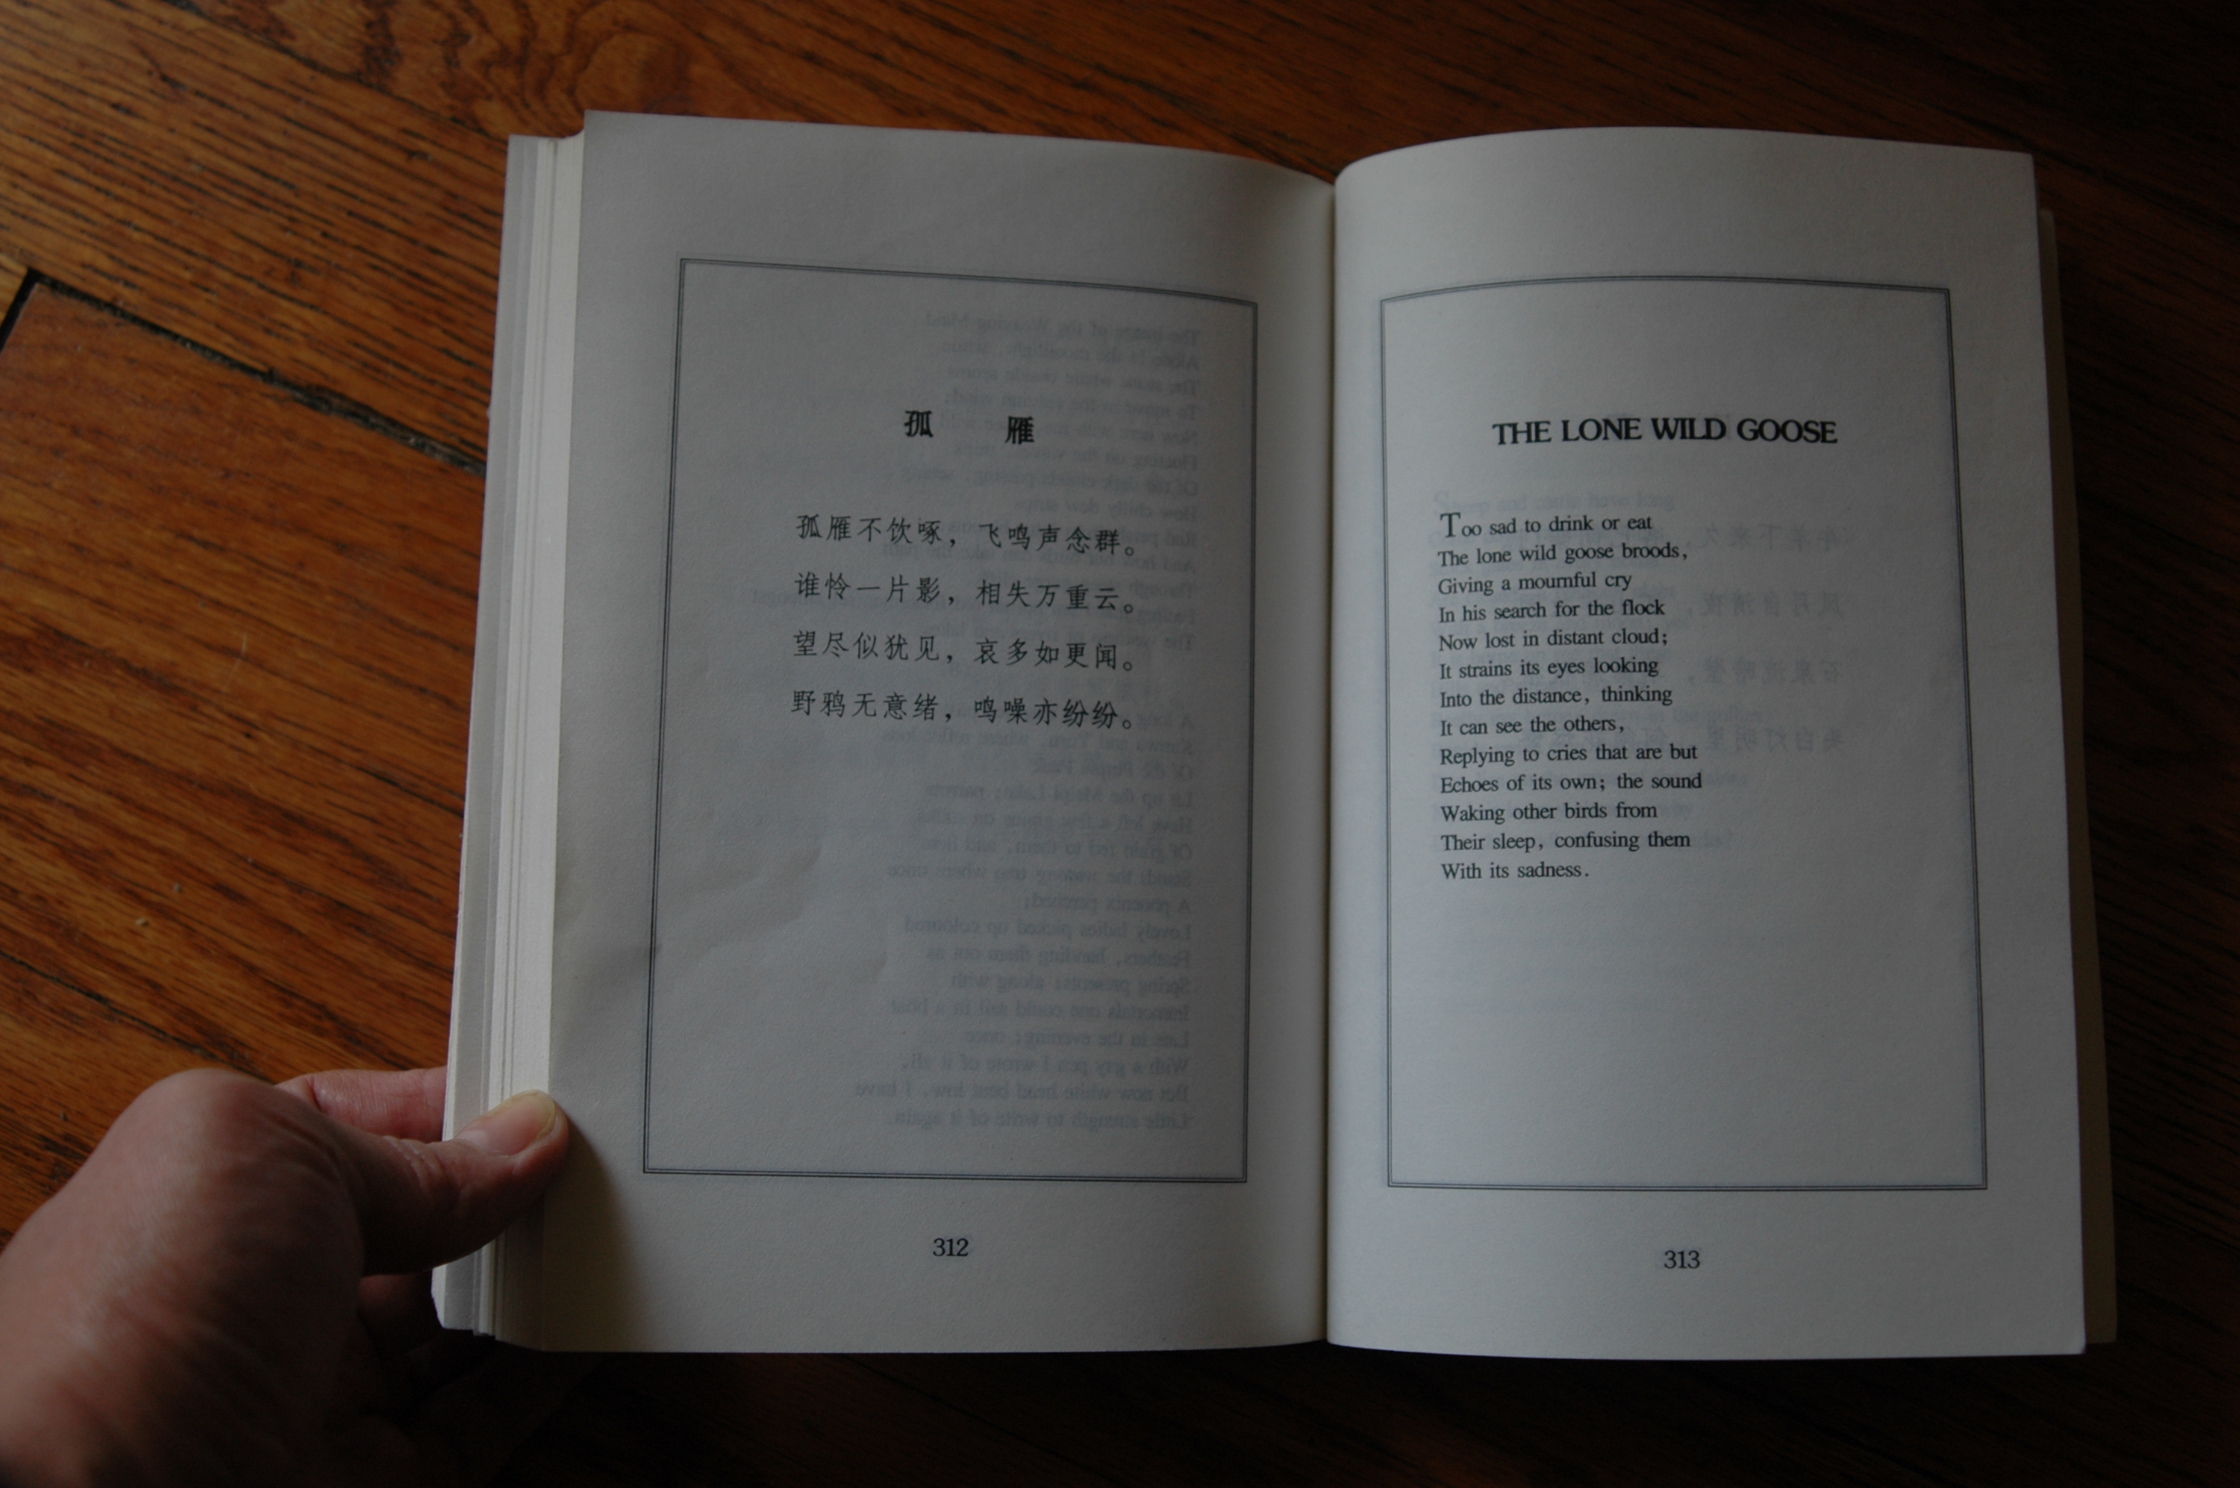 孤 雁
孤雁不饮啄，飞鸣声念群。
谁怜一片影，相失万重云。
望尽似犹见，哀多如更闻。
野鸦无意绪，鸣噪亦纷纷。
312
THE LONE WILD GOOSE
Too sad to drink or eat
The lone wild goose broods,
Giving a mournful cry
In his search for the flock
Now lost in distant cloud;
It strains its eyes looking
Into the distance, thinking
It can see the others,
Replying to cries that are but
Echoes of its own; the sound
Waking other birds from
Their sleep, confusing them
With its sadness.
313